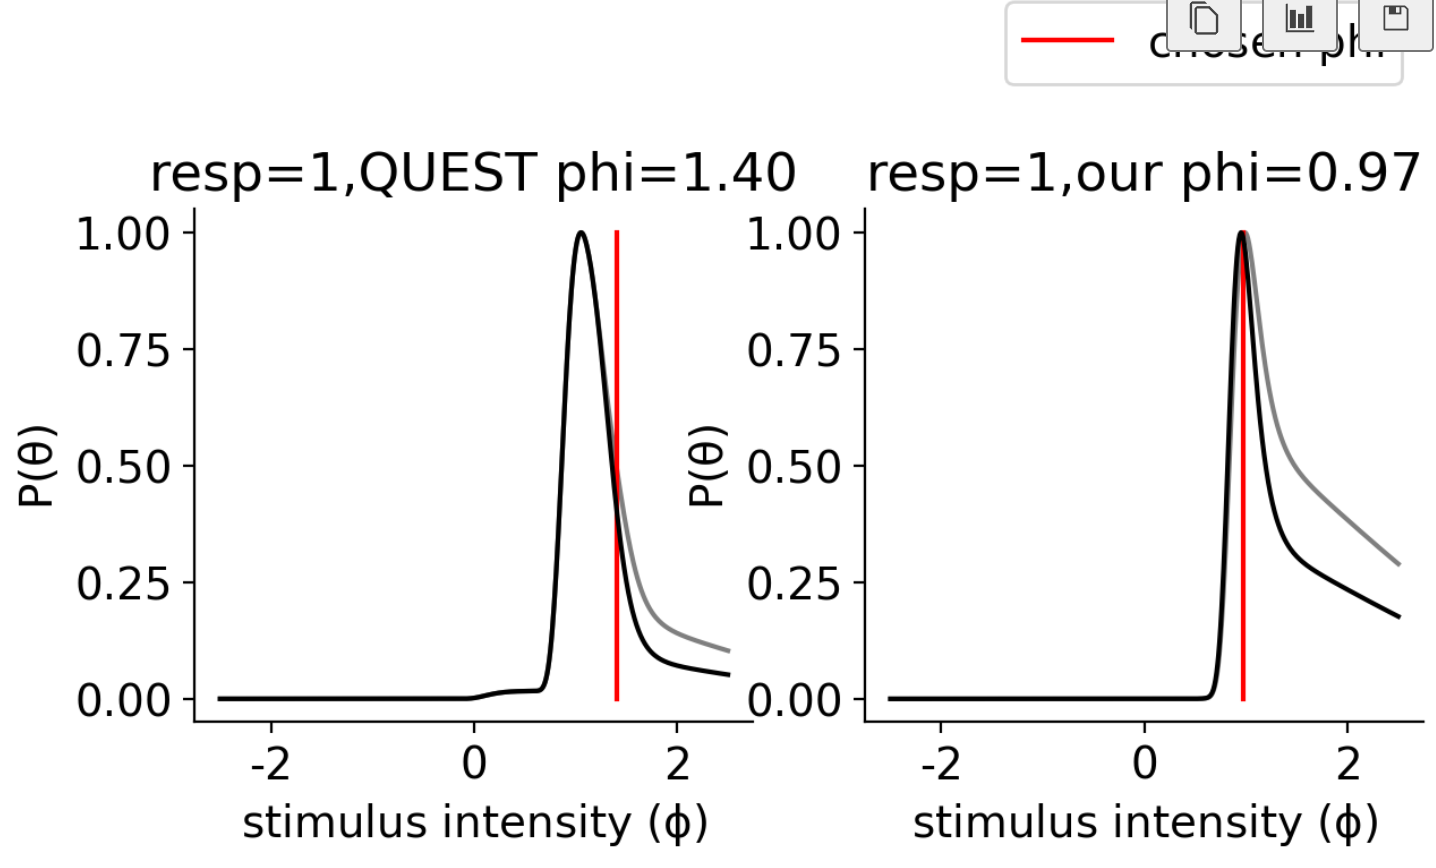 chosen phi
resp=1,QUEST phi=1.40
resp=1,our phi=0.97
1.00
0.75
0.50
0.25
0.00
P(θ)
-2 0 2
stimulus intensity (ϕ)
1.00
0.75
0.50
0.25
0.00
P(θ)
-2 0 2
stimulus intensity (ϕ)